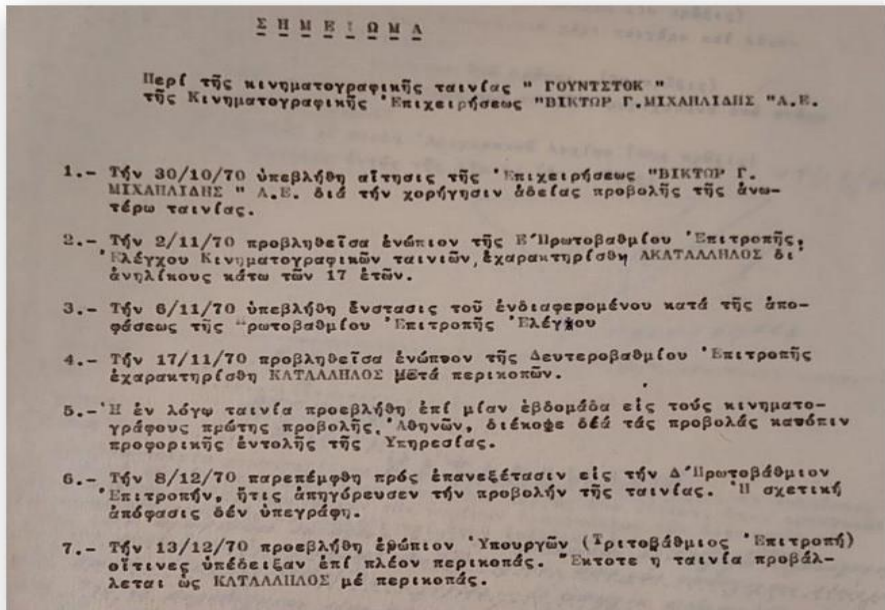 Σ Η Μ Ε Ι Ω Μ Α
Περί τῆς κινηματογραφικῆς ταινίας " ΓΟΥΝΤΣΤΟΚ "
τῆς Κινηματογραφικῆς Ἐπιχειρήσεως "ΒΙΚΤΩΡ Γ.ΜΙΧΑΗΛΙΔΗΣ "Α.Ε.
1.- Τήν 30/10/70 ὑπεβλήθη αἴτησις τῆς Ἐπιχειρήσεως "ΒΙΚΤΩΡ Γ.
ΜΙΧΑΗΛΙΔΗΣ " Α.Ε. διά τήν χορήγησιν ἀδείας προβολῆς τῆς ἀνω-
τέρω ταινίας.
2.- Τήν 2/11/70 προβληθεῖσα ἐνώπιον τῆς Ε΄Πρωτοβαθμίου Ἐπιτροπῆς,
Ἐλέγχου Κινηματογραφικῶν ταινιῶν, ἐχαρακτηρίσθη ΑΚΑΤΑΛΛΗΛΟΣ δι'
ἀνηλίκους κάτω τῶν 17 ἐτῶν.
3.- Τήν 6/11/70 ὑπεβλήθη ἔνστασις τοῦ ἐνδιαφερομένου κατά τῆς ἀπο-
φάσεως τῆς Πρωτοβαθμίου Ἐπιτροπῆς Ἐλέγχου
4.- Τήν 17/11/70 προβληθεῖσα ἐνώπιον τῆς Δευτεροβαθμίου Ἐπιτροπῆς
ἐχαρακτηρίσθη ΚΑΤΑΛΛΗΛΟΣ μετά περικοπῶν.
5.- Ἡ ἐν λόγῳ ταινία προεβλήθη ἐπί μίαν ἑβδομάδα εἰς τούς κινηματο-
γράφους πρώτης προβολῆς, Ἀθηνῶν, διέκοψε δέ τάς προβολάς κατόπιν
προφορικῆς ἐντολῆς τῆς Ὑπηρεσίας.
6.- Τήν 8/12/70 παρεπέμφθη πρός ἐπανεξέτασιν εἰς τήν Δ΄Πρωτοβάθμιον
Ἐπιτροπήν, ἥτις ἀπηγόρευσεν τήν προβολήν τῆς ταινίας. Ἡ σχετική
ἀπόφασις δέν ὑπεγράφη.
7.- Τήν 13/12/70 προεβλήθη ἐνώπιον Ὑπουργῶν (Τριτοβάθμιος Ἐπιτροπή)
οἵτινες ὑπέδειξαν ἐπί πλέον περικοπάς. Ἔκτοτε η ταινία προβάλ-
λεται ὡς ΚΑΤΑΛΛΗΛΟΣ μέ περικοπάς.